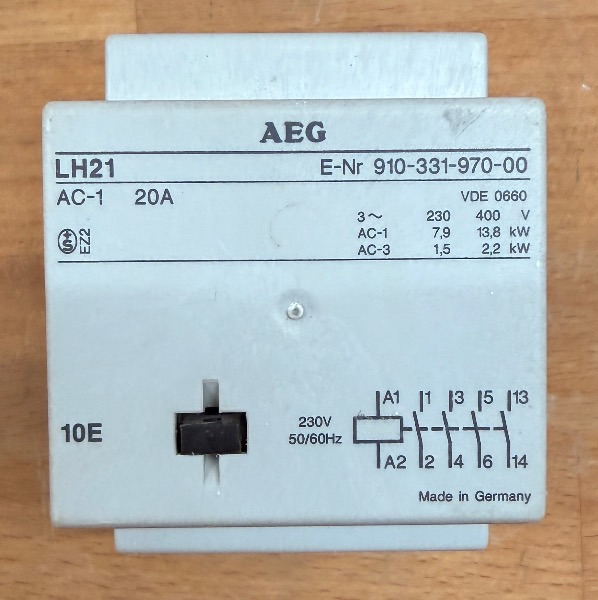 AEG
LH21 E-Nr 910-331-970-00
AC-1 20A VDE 0660
3~ 230 400 V
AC-1 7,9 13,8 kW
AC-3 1,5 2,2 kW
S+ EZ2
A1 1 3 5 13
10E 230V
50/60Hz
A2 2 4 6 14
Made in Germany